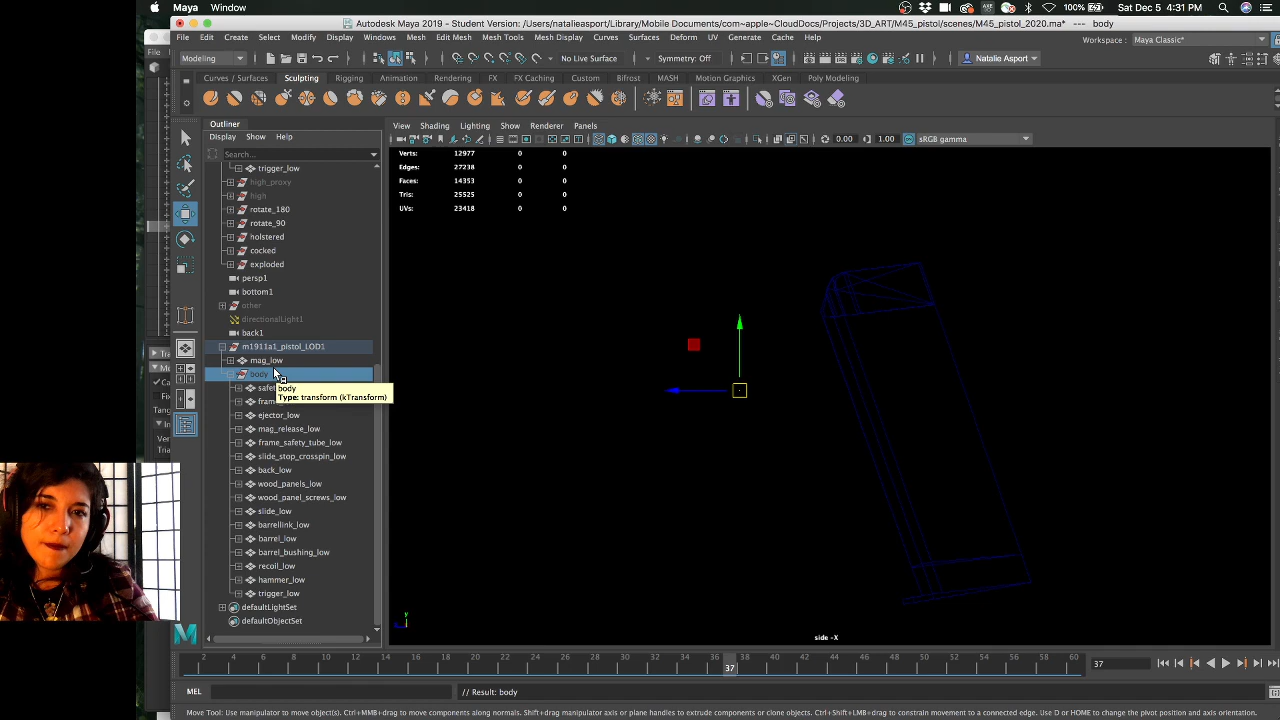 Window
100%
Sat Dec 5 4:31 PM
Autodesk Maya 2019 - Student Version: /Users/natalieasport/Library/Mobile Documents/com~apple~CloudDocs/Projects/3D_ART/M45_pistol/scenes/M45_pistol_2020.ma* --- body
File
File Edit Create Select Modify Display Windows Mesh Edit Mesh Mesh Tools Mesh Display Curves Surfaces Deform UV Generate Cache Help
Workspace : Maya Classic*
Modeling
No Live Surface
Symmetry: Off
Natalie Asport
Curves / Surfaces Sculpting Rigging Animation Rendering FX FX Caching Custom Bifrost MASH Motion Graphics XGen Poly Modeling
Outliner
Display Show Help
View Shading Lighting Show Renderer Panels
0.00
1.00
sRGB gamma
Search...
Verts: 12977 0 0
Edges: 27238 0 0
Faces: 14353 0 0
Tris: 25525 0 0
UVs: 23418 0 0
trigger_low
high_proxy
high
rotate_180
rotate_90
holstered
cocked
exploded
persp1
bottom1
other
directionalLight1
back1
m1911a1_pistol_LOD1
mag_low
body
body
Type: transform (kTransform)
ejector_low
mag_release_low
frame_safety_tube_low
slide_stop_crosspin_low
back_low
wood_panels_low
wood_panel_screws_low
slide_low
barrellink_low
barrel_low
barrel_bushing_low
recoil_low
hammer_low
trigger_low
defaultLightSet
defaultObjectSet
y
side -X
2 4 6 8 10 12 14 16 18 20 22 24 26 28 30 32 34 36 37 38 40 42 44 46 48 50 52 54 56 58 60
37
MEL
// Result: body
Move Tool: Use manipulator to move object(s). Ctrl+MMB+drag to move components along normals. Shift+drag manipulator axis or plane handles to extrude components or clone objects. Ctrl+Shift+LMB+drag to constrain movement to a connected edge. Use D or HOME to change the pivot position and axis orientation.